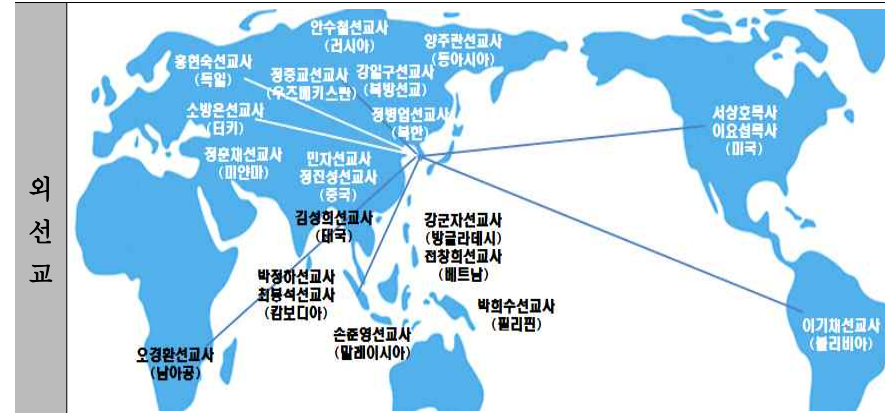 외
선
교
안수철선교사
(러시아)
양주란선교사
(동아시아)
홍현숙선교사
(독일)
정중교선교사
(우즈베키스탄)
강일구선교사
(북방선교)
소방은선교사
(터키)
정병엄선교사
(북한)
서상호목사
이요섭목사
(미국)
정훈채선교사
(미얀마)
민자선교사
정진성선교사
(중국)
김성희선교사
(태국)
강군자선교사
(방글라데시)
전창희선교사
(베트남)
박정하선교사
최봉석선교사
(캄보디아)
박희수선교사
(필리핀)
손준영선교사
(말레이시아)
이기채선교사
(볼리비아)
오경환선교사
(남아공)